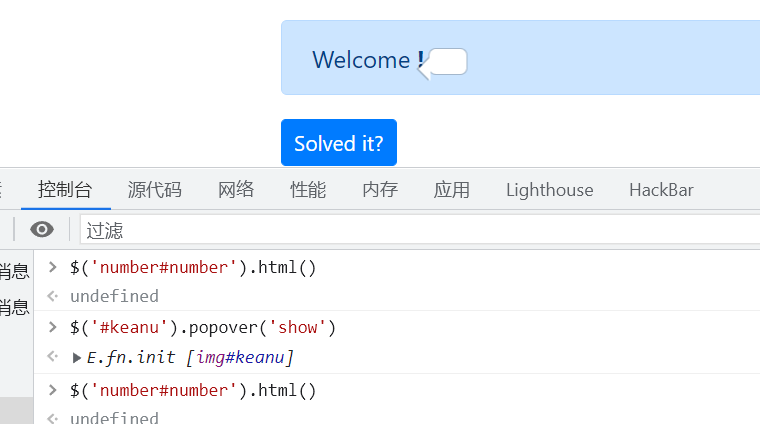 Welcome !
Solved it?
控制台 源代码 网络 性能 内存 应用 Lighthouse HackBar
过滤
> $('number#number').html()
消息
undefined
消息
> $('#keanu').popover('show')
E.fn.init [img#keanu]
> $('number#number').html()
undefined